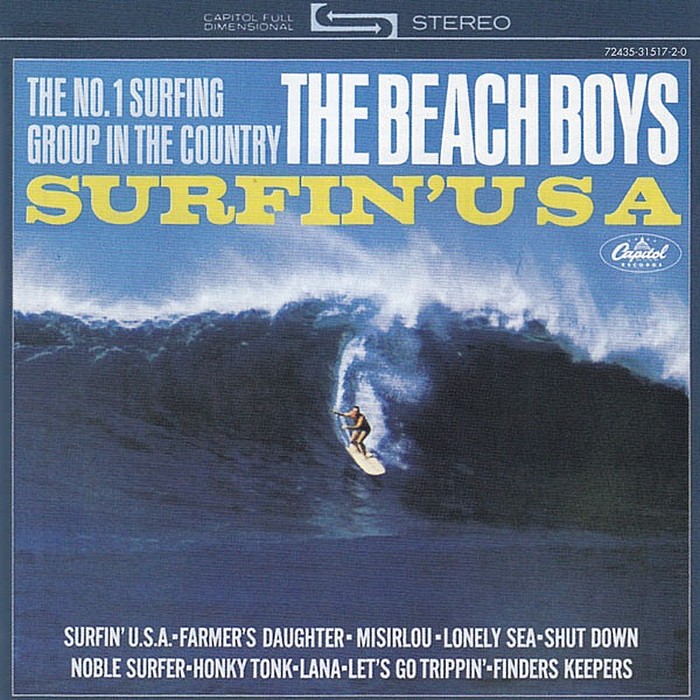 CAPITOL FULL
DIMENSIONAL
STEREO
72435-31517-2-0
THE NO.1 SURFING
GROUP IN THE COUNTRY
THE BEACH BOYS
SURFIN' U S A
Capitol
RECORDS
SURFIN' U.S.A.▪FARMER'S DAUGHTER▪MISIRLOU▪LONELY SEA▪SHUT DOWN
NOBLE SURFER▪HONKY TONK▪LANA▪LET'S GO TRIPPIN'▪FINDERS KEEPERS